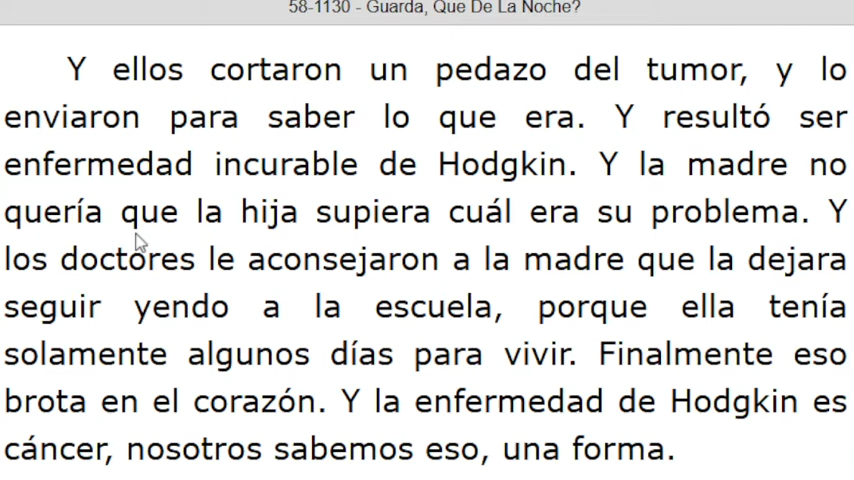 58-1130 - Guarda, Que De La Noche?
Y ellos cortaron un pedazo del tumor, y lo
enviaron para saber lo que era. Y resultó ser
enfermedad incurable de Hodgkin. Y la madre no
quería que la hija supiera cuál era su problema. Y
los doctores le aconsejaron a la madre que la dejara
seguir yendo a la escuela, porque ella tenía
solamente algunos días para vivir. Finalmente eso
brota en el corazón. Y la enfermedad de Hodgkin es
cáncer, nosotros sabemos eso, una forma.